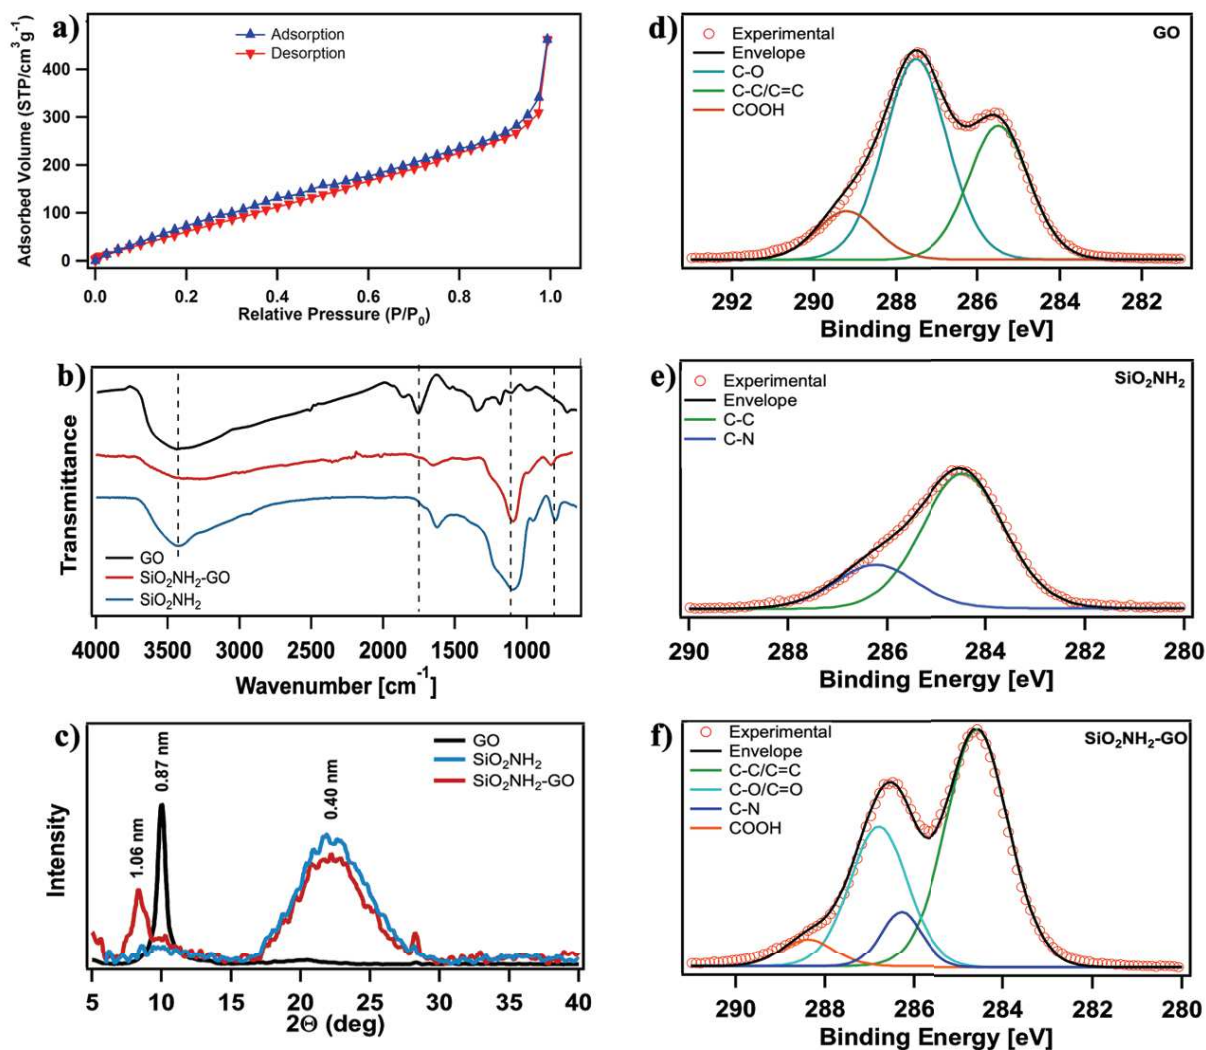 a)
Adsorption
Desorption
Adsorbed Volume (STP/cm³g⁻¹)
400
300
200
100
0
0.0 0.2 0.4 0.6 0.8 1.0
Relative Pressure (P/P₀)
b)
Transmittance
GO
SiO₂NH₂-GO
SiO₂NH₂
4000 3500 3000 2500 2000 1500 1000
Wavenumber [cm⁻¹]
c)
GO
SiO₂NH₂
SiO₂NH₂-GO
1.06 nm
0.87 nm
0.40 nm
Intensity
5 10 15 20 25 30 35 40
2Θ (deg)
d)
GO
Experimental
Envelope
C-O
C-C/C=C
COOH
292 290 288 286 284 282
Binding Energy [eV]
e)
SiO₂NH₂
Experimental
Envelope
C-C
C-N
290 288 286 284 282 280
Binding Energy [eV]
f)
SiO₂NH₂-GO
Experimental
Envelope
C-C/C=C
C-O/C=O
C-N
COOH
290 288 286 284 282 280
Binding Energy [eV]